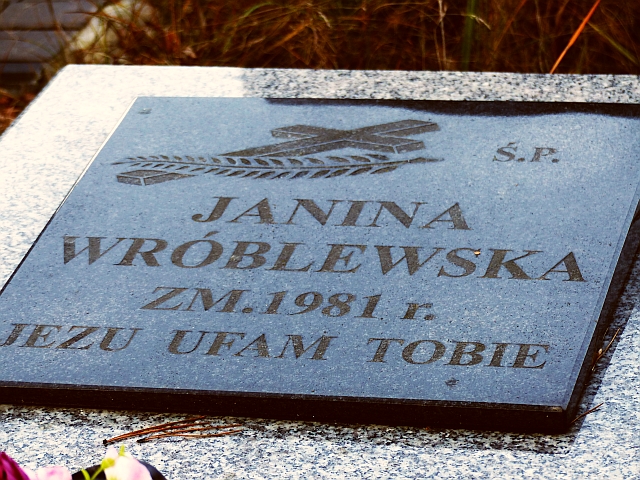 Ś.P.
JANINA
WRÓBLEWSKA
ZM. 1981 r.
JEZU UFAM TOBIE